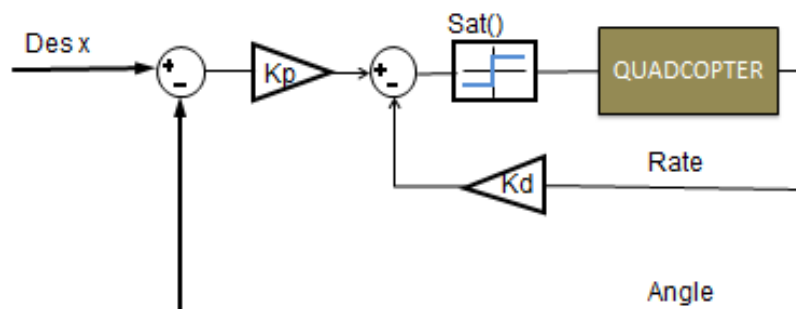 Des x
Sat()
+
-
Kp
+
-
QUADCOPTER
Kd
Rate
Angle